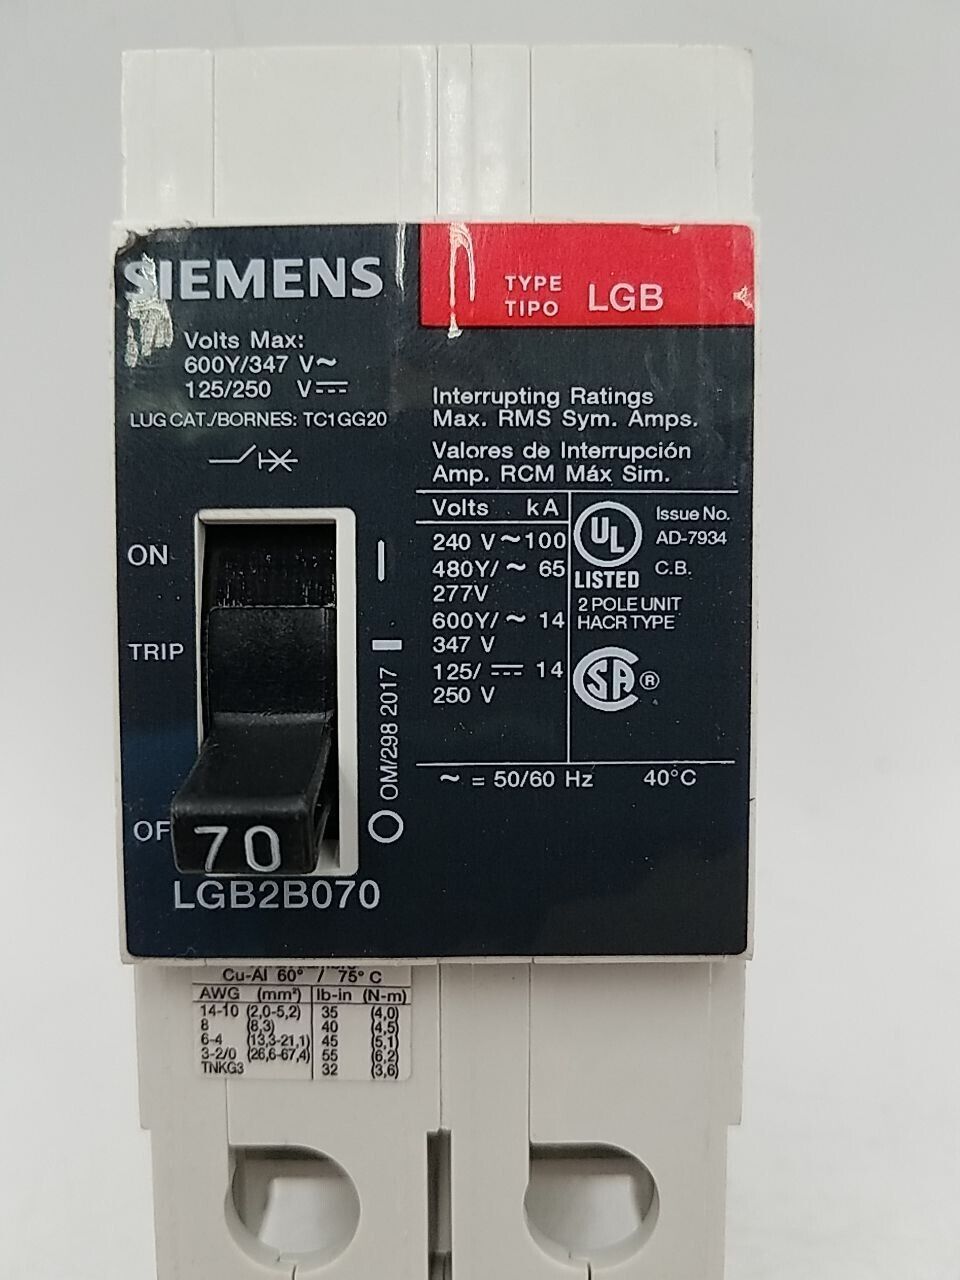 SIEMENS
TYPE
TIPO
LGB
Volts Max:
600Y/347 V~
125/250 V⎓
LUG CAT./BORNES: TC1GG20
Interrupting Ratings
Max. RMS Sym. Amps.
Valores de Interrupción
Amp. RCM Máx Sim.
Volts kA
240 V ~ 100
480Y/ ~ 65
277V
600Y/ ~ 14
347 V
125/ ⎓ 14
250 V
UL
LISTED
Issue No.
AD-7934
C.B.
2 POLE UNIT
HACR TYPE
SA ®
~ = 50/60 Hz 40°C
ON
TRIP
OF
OM/298 2017
70
LGB2B070
Cu-Al 60° / 75° C
AWG (mm²) lb-in (N-m)
14-10 (2,0-5,2) 35 (4,0)
8 (8,3) 40 (4,5)
6-4 (13,3-21,1) 45 (5,1)
3-2/0 (26,6-67,4) 55 (6,2)
TNKG3 32 (3,6)